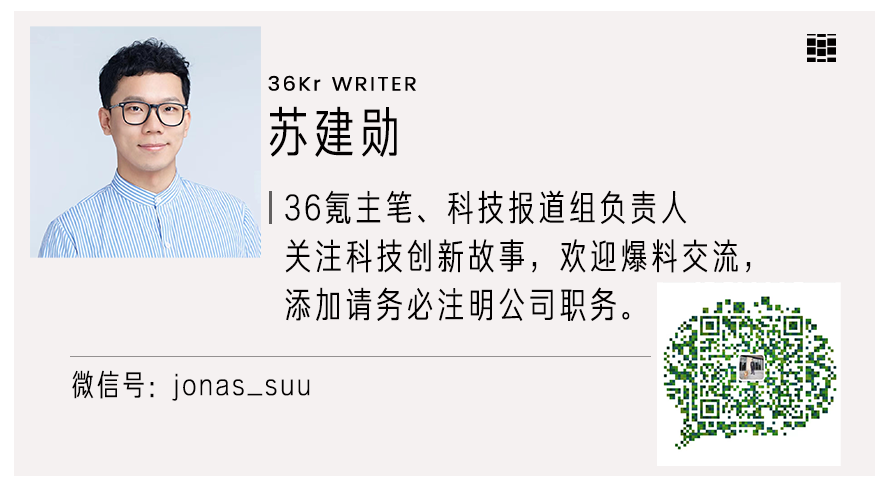 36Kr WRITER
苏建勋
36氪主笔、科技报道组负责人
关注科技创新故事，欢迎爆料交流，
添加请务必注明公司职务。
微信号：jonas_suu